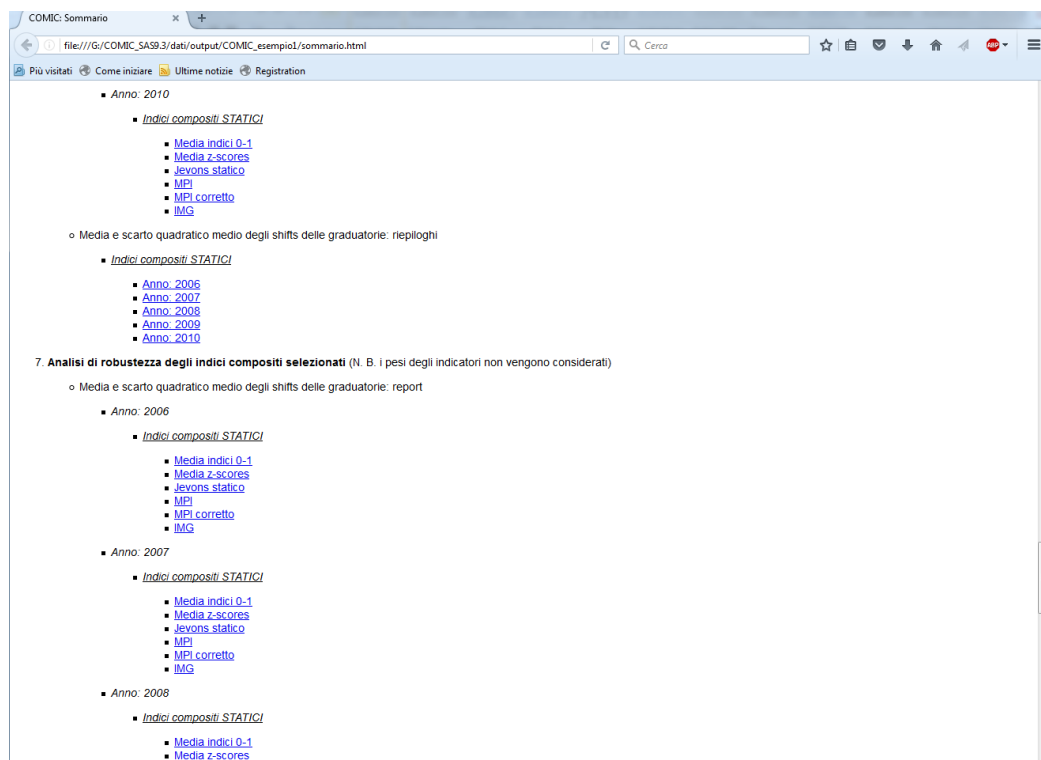 COMIC: Sommario
file:///G:/COMIC_SAS9.3/dati/output/COMIC_esempio1/sommario.html
Cerca
ABP
Più visitati Come iniziare Ultime notizie Registration
Anno: 2010
Indici compositi STATICI
Media indici 0-1
Media z-scores
Jevons statico
MPI
MPI corretto
IMG
Media e scarto quadratico medio degli shifts delle graduatorie: riepiloghi
Indici compositi STATICI
Anno: 2006
Anno: 2007
Anno: 2008
Anno: 2009
Anno: 2010
7. Analisi di robustezza degli indici compositi selezionati (N. B. i pesi degli indicatori non vengono considerati)
Media e scarto quadratico medio degli shifts delle graduatorie: report
Anno: 2006
Indici compositi STATICI
Media indici 0-1
Media z-scores
Jevons statico
MPI
MPI corretto
IMG
Anno: 2007
Indici compositi STATICI
Media indici 0-1
Media z-scores
Jevons statico
MPI
MPI corretto
IMG
Anno: 2008
Indici compositi STATICI
Media indici 0-1
Media z-scores